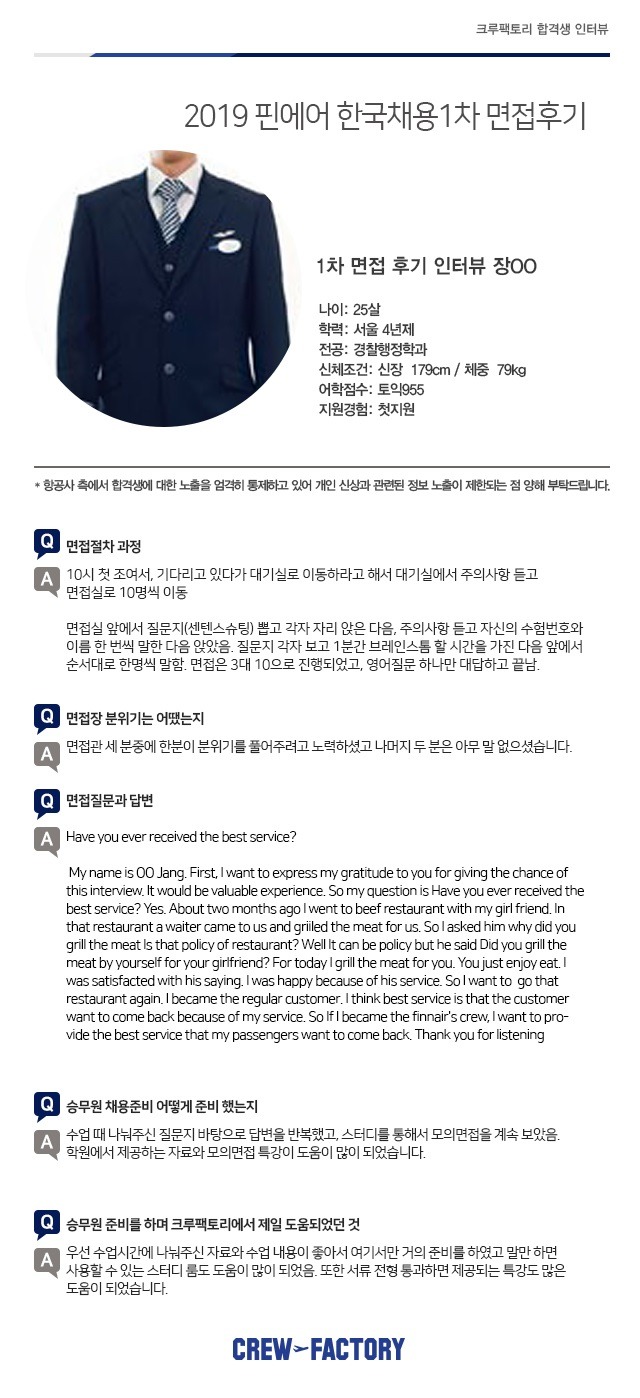 크루팩토리 합격생 인터뷰
2019 핀에어 한국채용1차 면접후기
1차 면접 후기 인터뷰 장OO
나이: 25살
학력: 서울 4년제
전공: 경찰행정학과
신체조건: 신장 179cm / 체중 79kg
어학점수: 토익955
지원경험: 첫지원
* 항공사 측에서 합격생에 대한 노출을 엄격히 통제하고 있어 개인 신상과 관련된 정보 노출이 제한되는 점 양해 부탁드립니다.
Q 면접절차 과정
A 10시 첫 조여서, 기다리고 있다가 대기실로 이동하라고 해서 대기실에서 주의사항 듣고
면접실로 10명씩 이동
면접실 앞에서 질문지(센텐스슈팅) 뽑고 각자 자리 앉은 다음, 주의사항 듣고 자신의 수험번호와
이름 한 번씩 말한 다음 앉았음. 질문지 각자 보고 1분간 브레인스톰 할 시간을 가진 다음 앞에서
순서대로 한명씩 말함. 면접은 3대 10으로 진행되었고, 영어질문 하나만 대답하고 끝남.
Q 면접장 분위기는 어땠는지
A 면접관 세 분중에 한분이 분위기를 풀어주려고 노력하셨고 나머지 두 분은 아무 말 없으셨습니다.
Q 면접질문과 답변
A Have you ever received the best service?
My name is OO Jang. First, I want to express my gratitude to you for giving the chance of
this interview. It would be valuable experience. So my question is Have you ever received the
best service? Yes. About two months ago I went to beef restaurant with my girl friend. In
that restaurant a waiter came to us and griiled the meat for us. So I asked him why did you
grill the meat Is that policy of restaurant? Well It can be policy but he said Did you grill the
meat by yourself for your girlfriend? For today I grill the meat for you. You just enjoy eat. I
was satisfacted with his saying. I was happy because of his service. So I want to go that
restaurant again. I became the regular customer. I think best service is that the customer
want to come back because of my service. So If I became the finnair's crew, I want to pro-
vide the best service that my passengers want to come back. Thank you for listening
Q 승무원 채용준비 어떻게 준비 했는지
A 수업 때 나눠주신 질문지 바탕으로 답변을 반복했고, 스터디를 통해서 모의면접을 계속 보았음.
학원에서 제공하는 자료와 모의면접 특강이 도움이 많이 되었습니다.
Q 승무원 준비를 하며 크루팩토리에서 제일 도움되었던 것
A 우선 수업시간에 나눠주신 자료와 수업 내용이 좋아서 여기서만 거의 준비를 하였고 말만 하면
사용할 수 있는 스터디 룸도 도움이 많이 되었음. 또한 서류 전형 통과하면 제공되는 특강도 많은
도움이 되었습니다.
CREW FACTORY